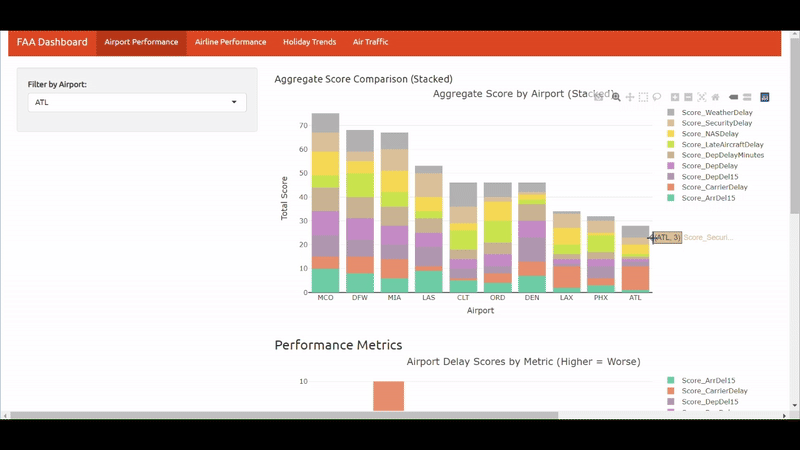 FAA Dashboard Airport Performance Airline Performance Holiday Trends Air Traffic
Filter by Airport:
ATL
Aggregate Score Comparison (Stacked)
Aggregate Score by Airport (Stacked)
Score_WeatherDelay
Score_SecurityDelay
Score_NASDelay
Score_LateAircraftDelay
Score_DepDelayMinutes
Score_DepDelay
Score_DepDel15
Score_CarrierDelay
Score_ArrDel15
Total Score
70
60
50
40
30
20
10
0
(ATL, 3) Score_Securi...
MCO DFW MIA LAS CLT ORD DEN LAX PHX ATL
Airport
Performance Metrics
Airport Delay Scores by Metric (Higher = Worse)
10
Score_ArrDel15
Score_CarrierDelay
Score_DepDel15